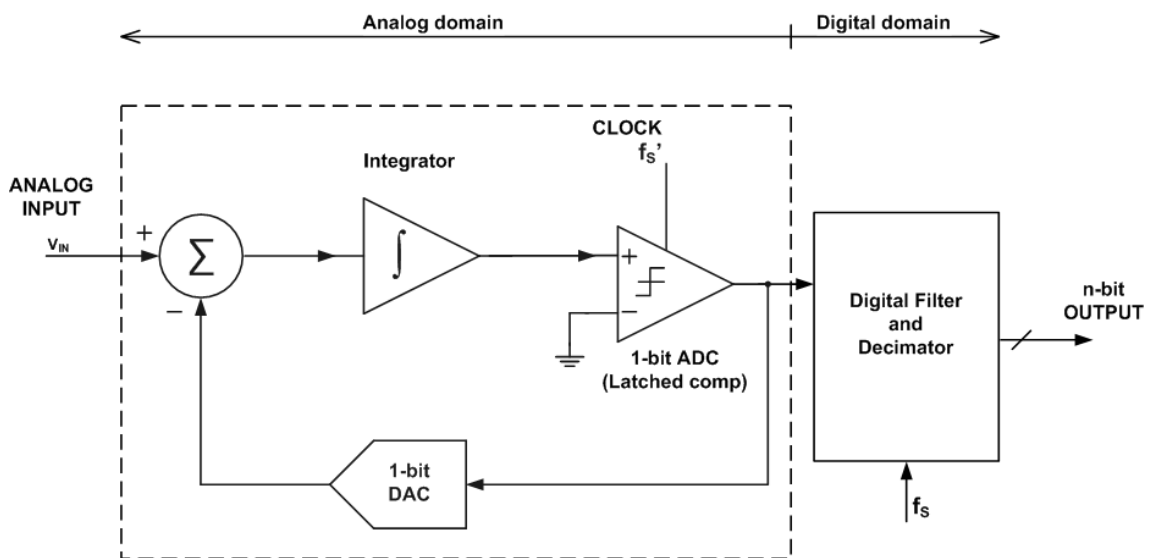 Analog domain
Digital domain
CLOCK
fS’
Integrator
ANALOG
INPUT
VIN
+
Σ
−
∫
+
−
1-bit ADC
(Latched comp)
Digital Filter
and
Decimator
n-bit
OUTPUT
1-bit
DAC
fS